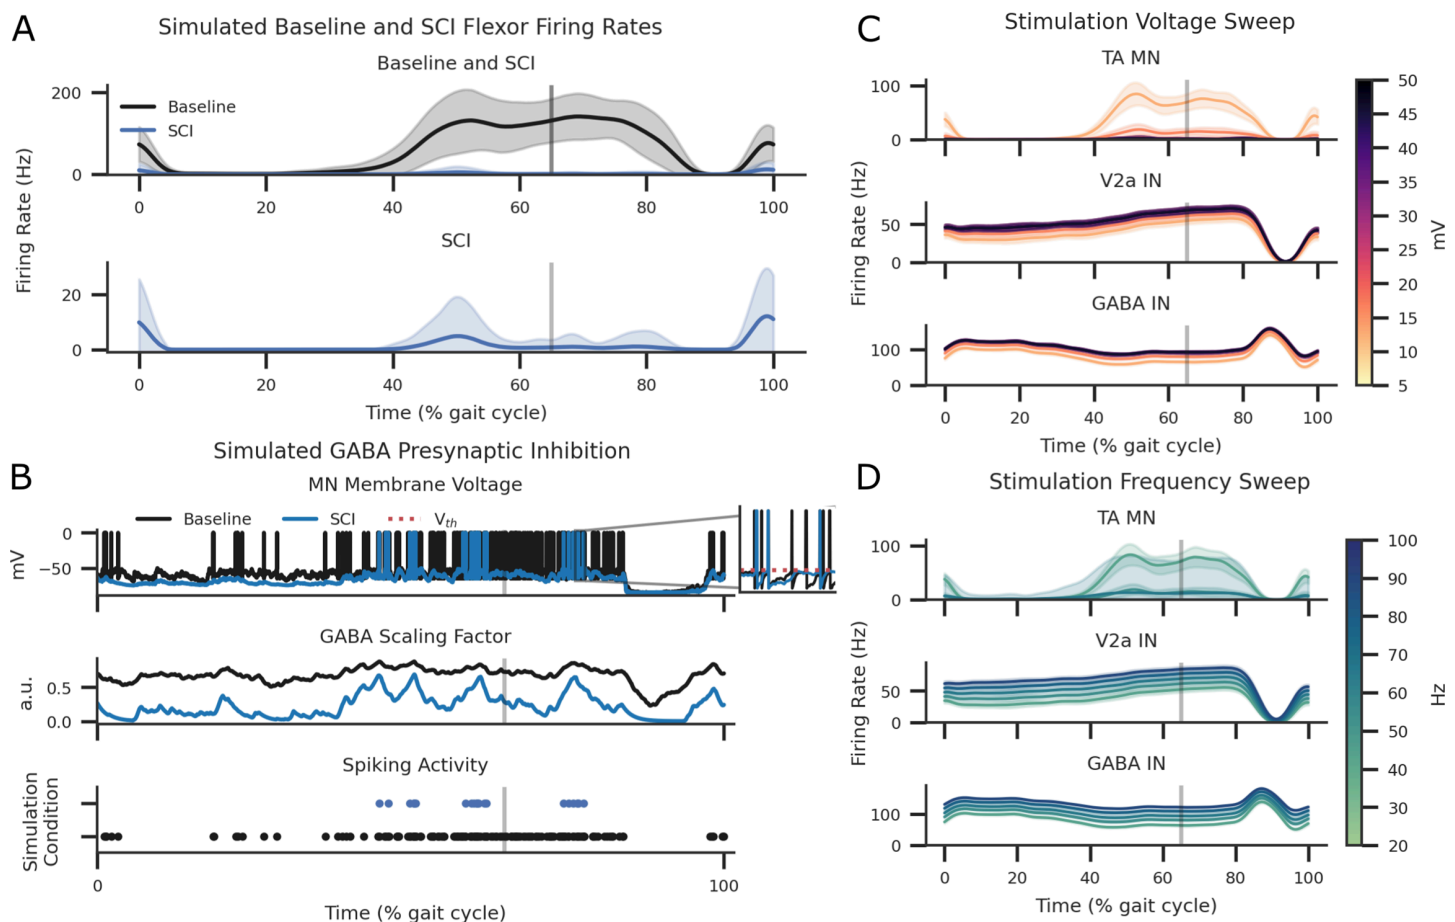 A
Simulated Baseline and SCI Flexor Firing Rates
Baseline and SCI
Baseline
SCI
200
100
0
0 20 40 60 80 100
SCI
20
0
0 20 40 60 80 100
Firing Rate (Hz)
Time (% gait cycle)
B
Simulated GABA Presynaptic Inhibition
MN Membrane Voltage
Baseline SCI V_th
0
−50
mV
GABA Scaling Factor
0.5
0.0
a.u.
Spiking Activity
Simulation
Condition
0 100
Time (% gait cycle)
C
Stimulation Voltage Sweep
TA MN
100
0
V2a IN
50
0
GABA IN
100
0
0 20 40 60 80 100
Firing Rate (Hz)
Time (% gait cycle)
50
45
40
35
30
25
20
15
10
5
mV
D
Stimulation Frequency Sweep
TA MN
100
0
V2a IN
50
0
GABA IN
100
0
0 20 40 60 80 100
Firing Rate (Hz)
Time (% gait cycle)
100
90
80
70
60
50
40
30
20
Hz